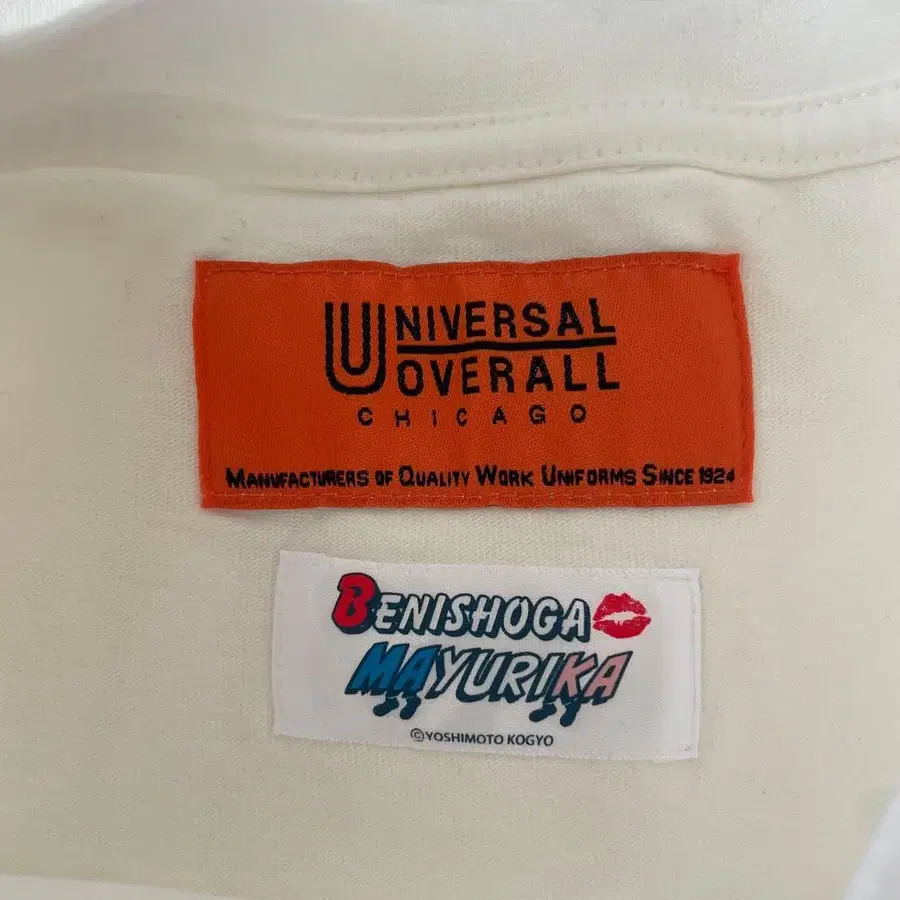 UNIVERSAL
OVERALL
CHICAGO
MANUFACTURERS OF QUALITY WORK UNIFORMS SINCE 1924
BENISHOGA
MAYURIKA
©YOSHIMOTO KOGYO